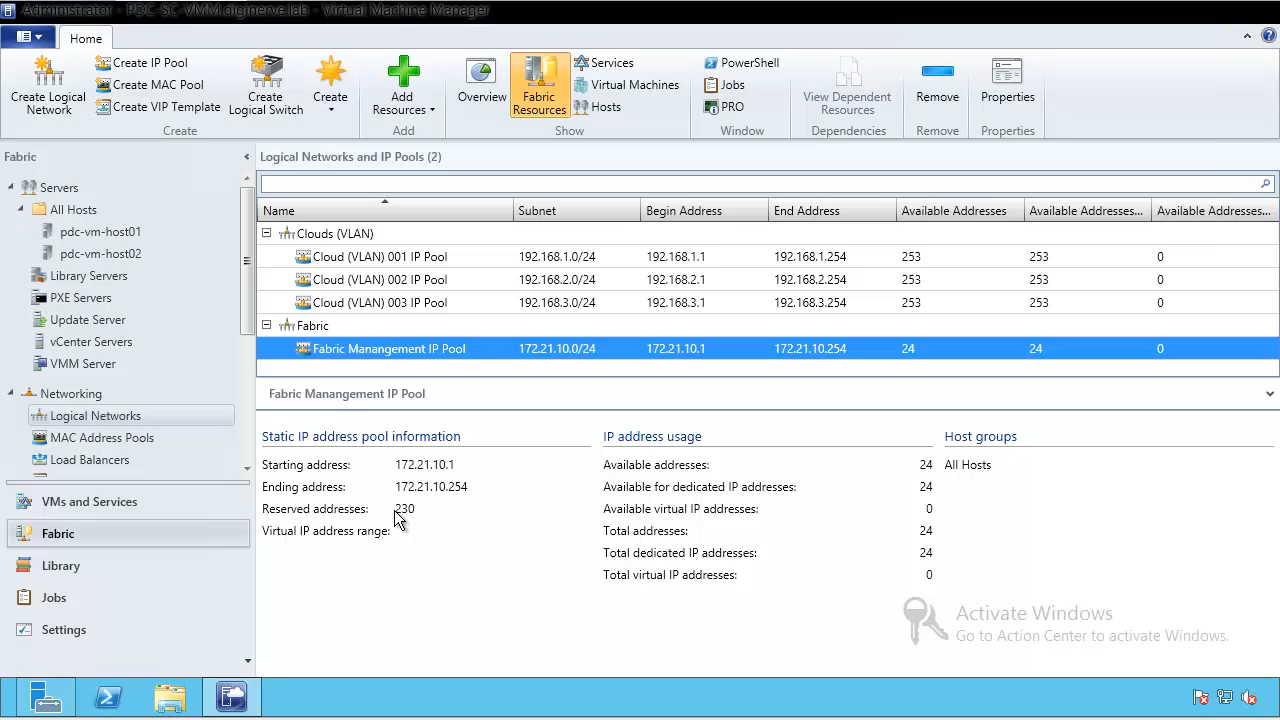 Administrator - PDC-SC-VMM.diginerve.lab - Virtual Machine Manager
Home
Create Logical Network
Create IP Pool
Create MAC Pool
Create VIP Template
Create Logical Switch
Create
Create
Add Resources
Add
Overview
Fabric Resources
Services
Virtual Machines
Hosts
Show
PowerShell
Jobs
PRO
Window
View Dependent Resources
Dependencies
Remove
Remove
Properties
Properties
Fabric
Servers
All Hosts
pdc-vm-host01
pdc-vm-host02
Library Servers
PXE Servers
Update Server
vCenter Servers
VMM Server
Networking
Logical Networks
MAC Address Pools
Load Balancers
VMs and Services
Fabric
Library
Jobs
Settings
Logical Networks and IP Pools (2)
Name Subnet Begin Address End Address Available Addresses Available Addresses... Available Addresses...
Clouds (VLAN)
Cloud (VLAN) 001 IP Pool 192.168.1.0/24 192.168.1.1 192.168.1.254 253 253 0
Cloud (VLAN) 002 IP Pool 192.168.2.0/24 192.168.2.1 192.168.2.254 253 253 0
Cloud (VLAN) 003 IP Pool 192.168.3.0/24 192.168.3.1 192.168.3.254 253 253 0
Fabric
Fabric Manangement IP Pool 172.21.10.0/24 172.21.10.1 172.21.10.254 24 24 0
Fabric Manangement IP Pool
Static IP address pool information
Starting address: 172.21.10.1
Ending address: 172.21.10.254
Reserved addresses: 230
Virtual IP address range:
IP address usage
Available addresses: 24
Available for dedicated IP addresses: 24
Available virtual IP addresses: 0
Total addresses: 24
Total dedicated IP addresses: 24
Total virtual IP addresses: 0
Host groups
All Hosts
Activate Windows
Go to Action Center to activate Windows.